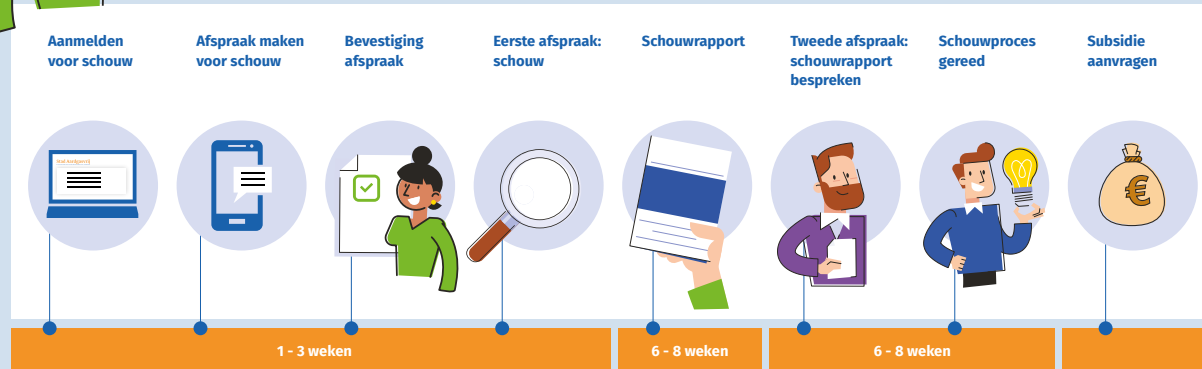 Aanmelden
voor schouw
Afspraak maken
voor schouw
Bevestiging
afspraak
Eerste afspraak:
schouw
Schouwrapport
Tweede afspraak:
schouwrapport
bespreken
Schouwproces
gereed
Subsidie
aanvragen
€
1 - 3 weken
6 - 8 weken
6 - 8 weken